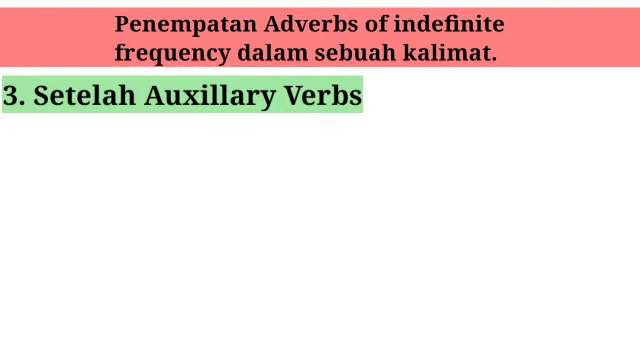 Penempatan Adverbs of indefinite
frequency dalam sebuah kalimat.
3. Setelah Auxillary Verbs